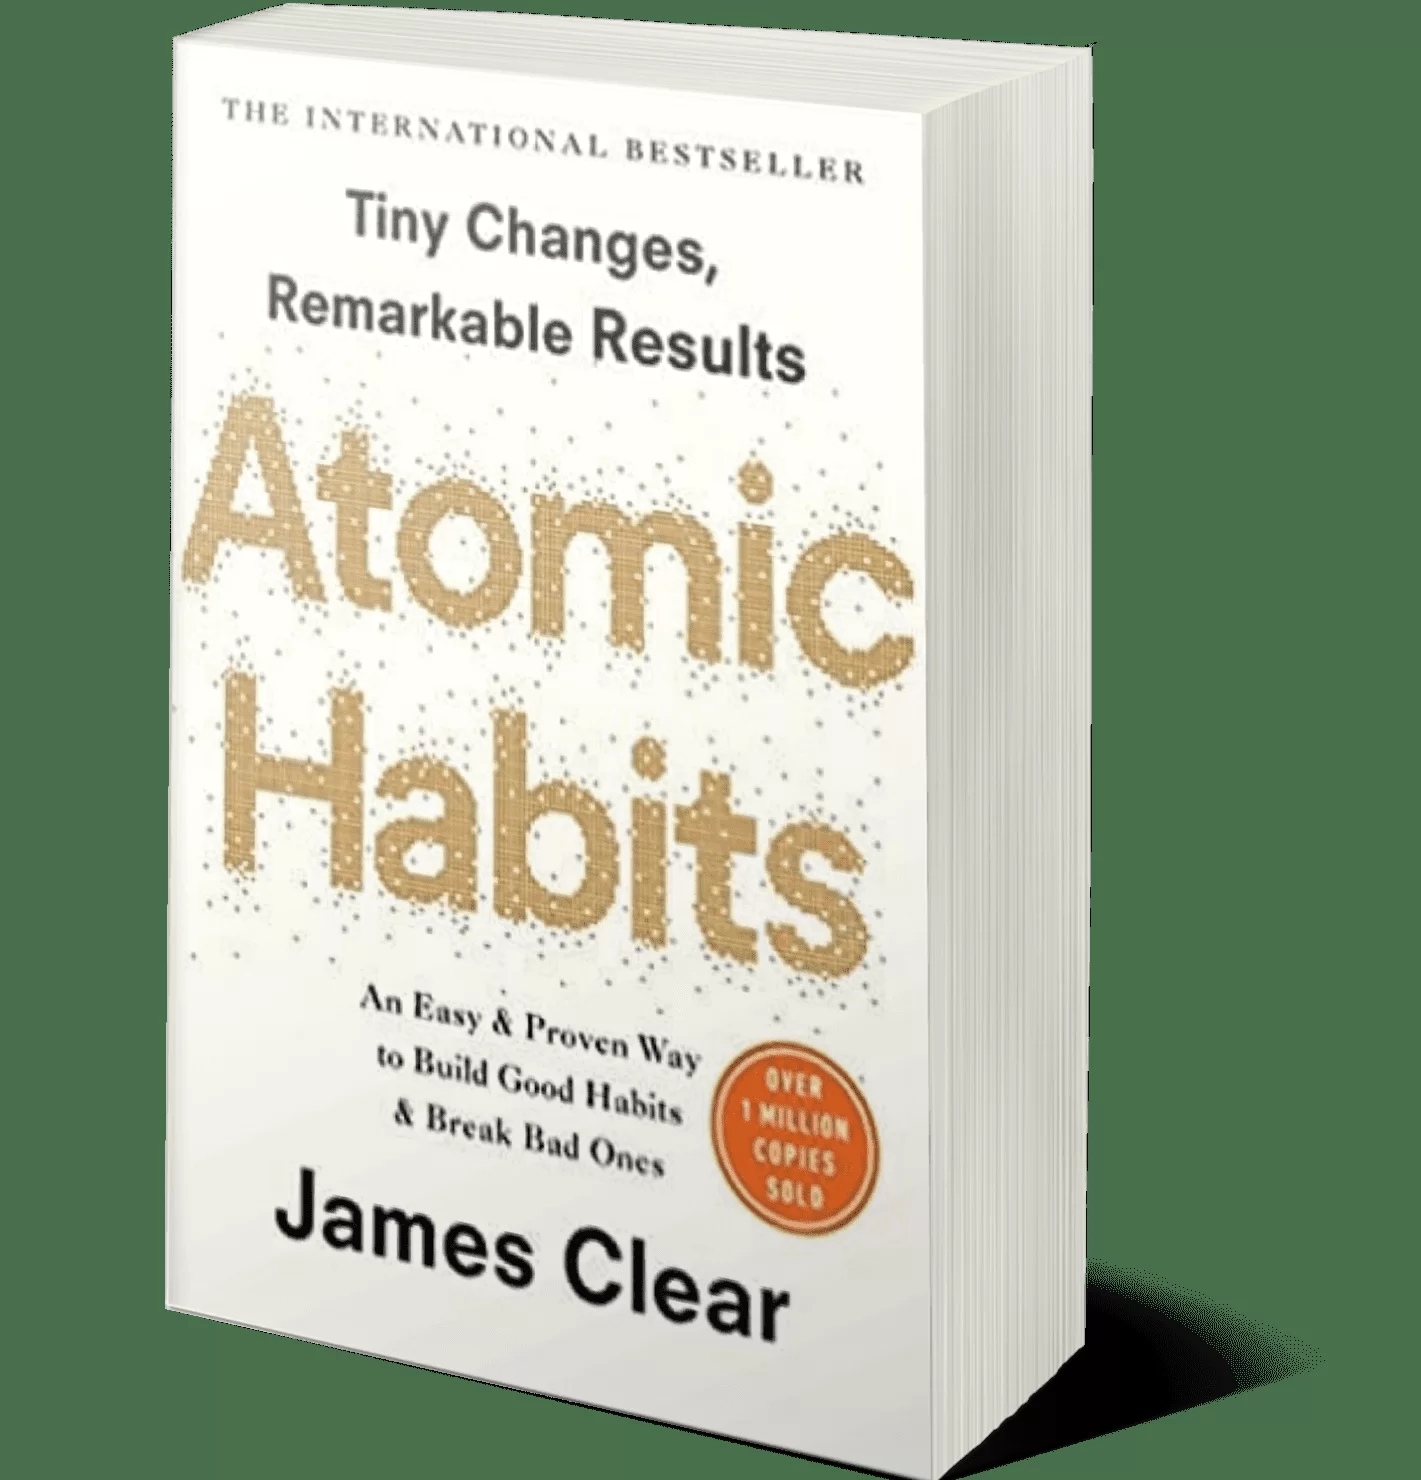 THE INTERNATIONAL BESTSELLER
Tiny Changes,
Remarkable Results
Atomic
Habits
An Easy & Proven Way
to Build Good Habits
& Break Bad Ones
OVER
1 MILLION
COPIES
SOLD
James Clear